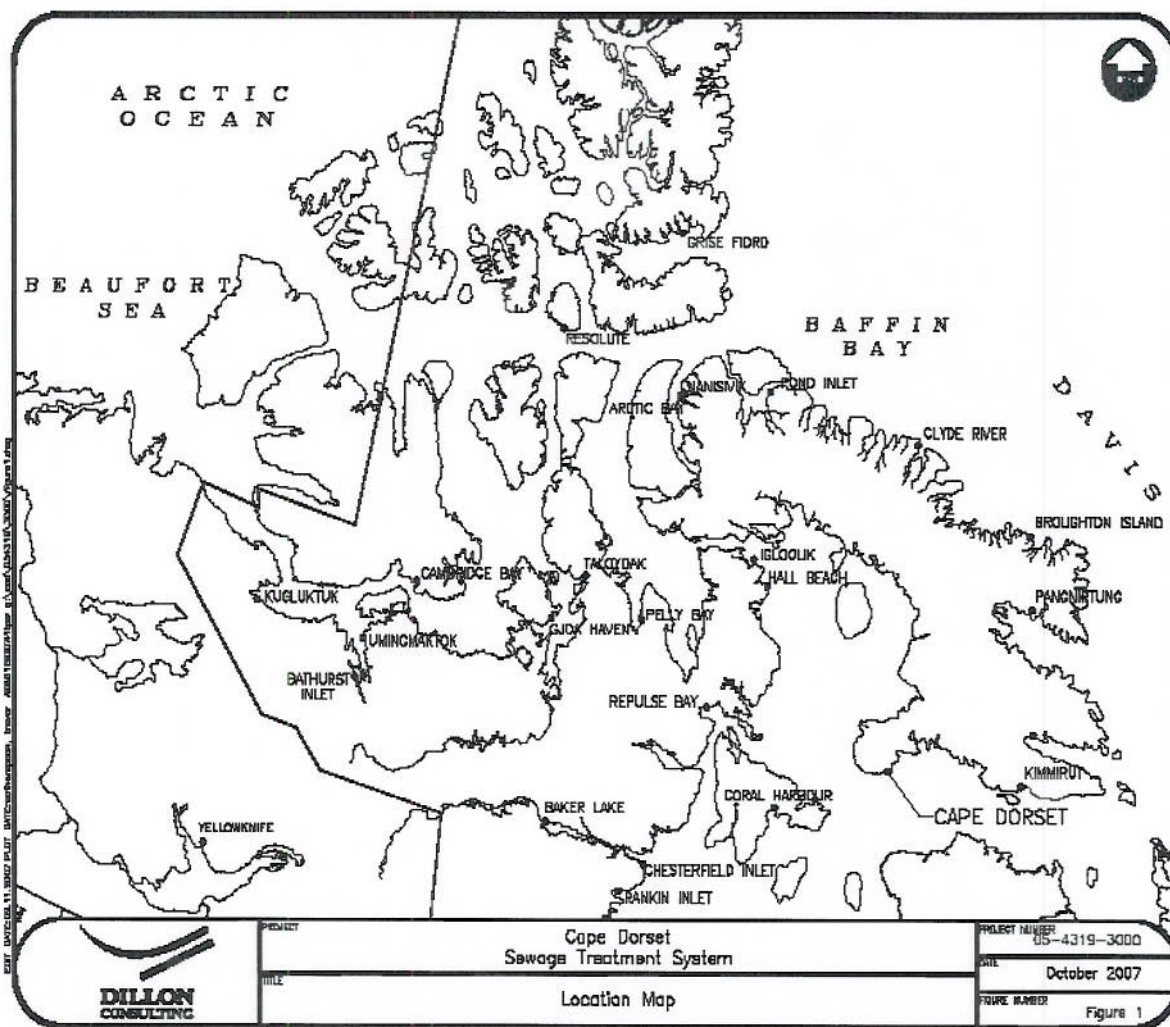 ARCTIC
OCEAN
BEAUFORT
SEA
GRISE FIORD
RESOLUTE
BAFFIN
BAY
NANISIVIK
POND INLET
ARCTIC BAY
CLYDE RIVER
DAVIS
BROUGHTON ISLAND
IGLOOLIK
TALOYOAK
HALL BEACH
CAMBRIDGE BAY
KUGLUKTUK
PELLY BAY
PANGNIRTUNG
GJOA HAVEN
UMINGMAKTOK
BATHURST
INLET
REPULSE BAY
KIMMIRUT
CORAL HARBOUR
BAKER LAKE
CAPE DORSET
YELLOWKNIFE
CHESTERFIELD INLET
RANKIN INLET
DILLON
CONSULTING
PROJECT
Cape Dorset
Sewage Treatment System
TITLE
Location Map
PROJECT NUMBER
05-4319-3000
DATE
October 2007
FIGURE NUMBER
Figure 1